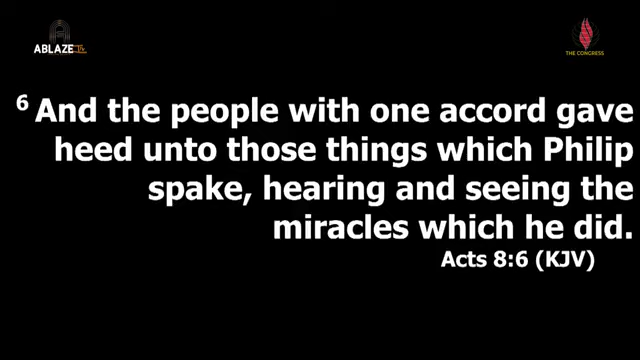 ABLAZE TV
THE CONGRESS
6 And the people with one accord gave
heed unto those things which Philip
spake, hearing and seeing the
miracles which he did.
Acts 8:6 (KJV)